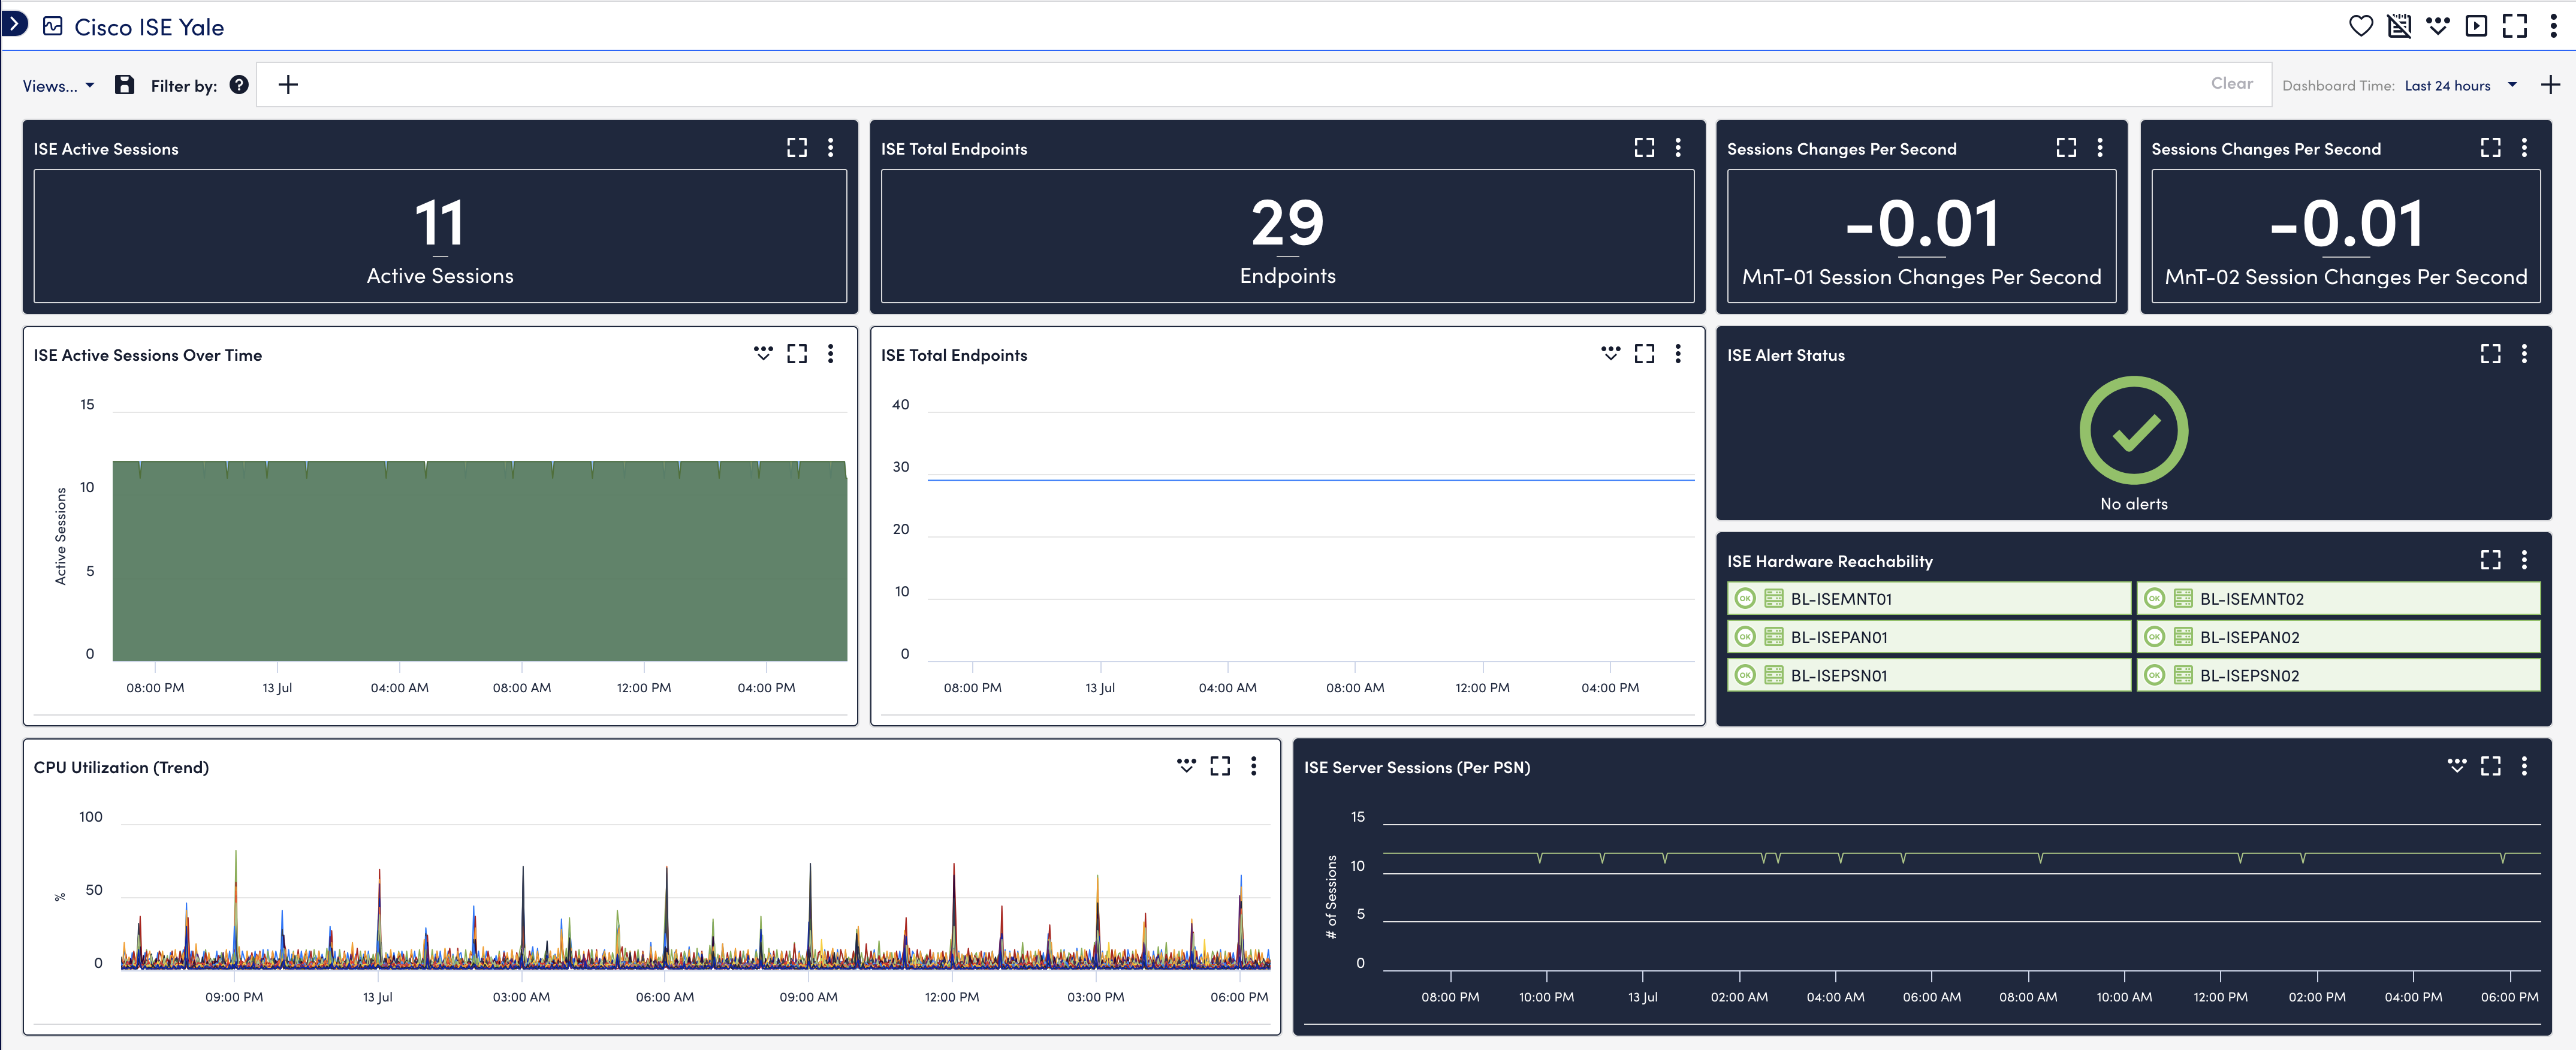 Cisco ISE Yale
Views... Filter by: ? Clear Dashboard Time: Last 24 hours
ISE Active Sessions
11
Active Sessions
ISE Total Endpoints
29
Endpoints
Sessions Changes Per Second
-0.01
MnT-01 Session Changes Per Second
Sessions Changes Per Second
-0.01
MnT-02 Session Changes Per Second
ISE Active Sessions Over Time
15
10
5
0
Active Sessions
08:00 PM 13 Jul 04:00 AM 08:00 AM 12:00 PM 04:00 PM
ISE Total Endpoints
40
30
20
10
0
08:00 PM 13 Jul 04:00 AM 08:00 AM 12:00 PM 04:00 PM
ISE Alert Status
No alerts
ISE Hardware Reachability
OK BL-ISEMNT01 OK BL-ISEMNT02
OK BL-ISEPAN01 OK BL-ISEPAN02
OK BL-ISEPSN01 OK BL-ISEPSN02
CPU Utilization (Trend)
100
50
0
%
09:00 PM 13 Jul 03:00 AM 06:00 AM 09:00 AM 12:00 PM 03:00 PM 06:00 PM
ISE Server Sessions (Per PSN)
15
10
5
0
# of Sessions
08:00 PM 10:00 PM 13 Jul 02:00 AM 04:00 AM 06:00 AM 08:00 AM 10:00 AM 12:00 PM 02:00 PM 04:00 PM 06:00 PM